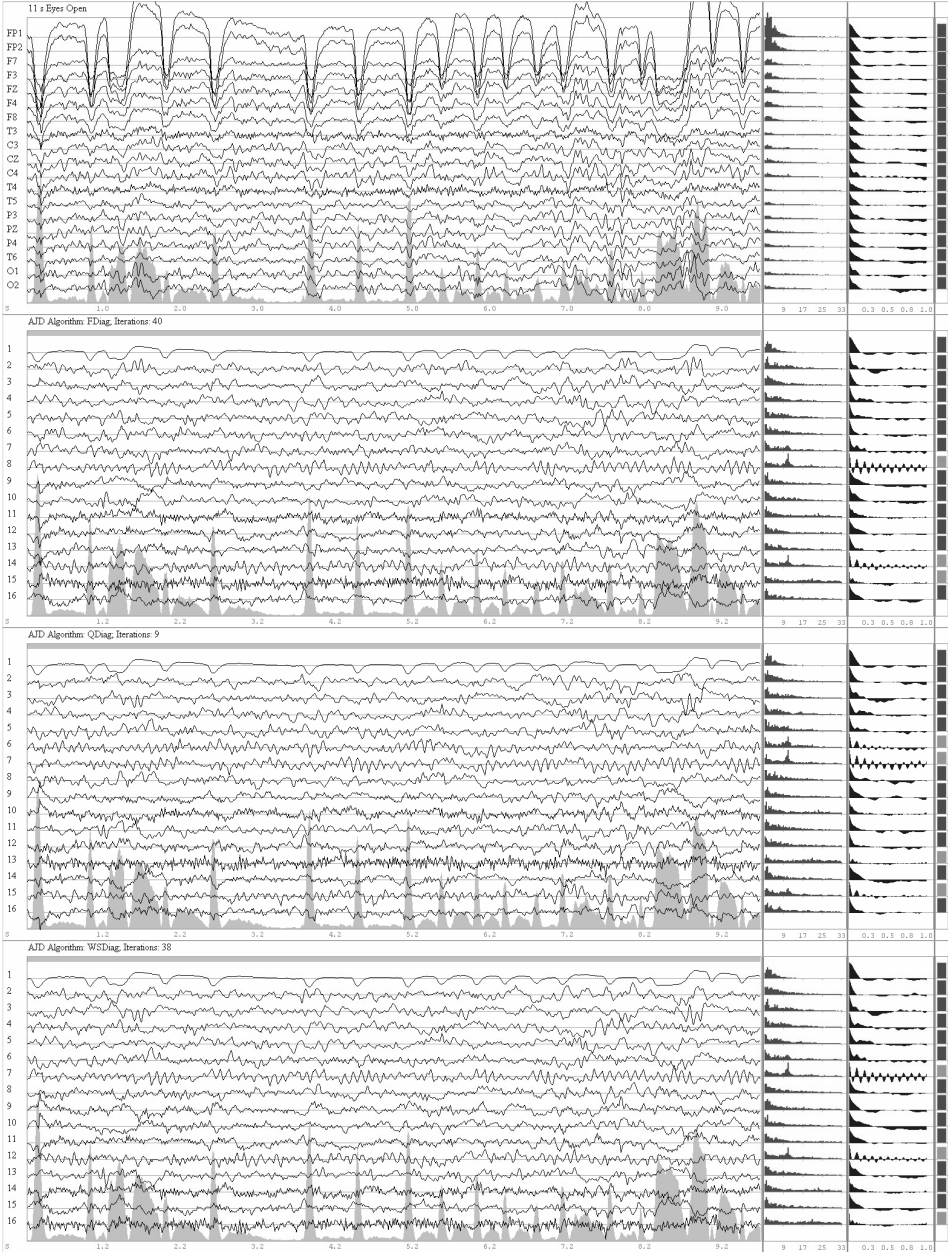 11 s Eyes Open
FP1
FP2
F7
F3
FZ
F4
F8
T3
C3
CZ
C4
T4
T5
P3
PZ
P4
T6
O1
O2
S 1.0 2.0 3.0 4.0 5.0 6.0 7.0 8.0 9.0 9 17 25 33 0.3 0.5 0.8 1.0
AJD Algorithm: FDiag, Iterations: 40
1
2
3
4
5
6
7
8
9
10
11
12
13
14
15
16
S 1.2 2.2 3.2 4.2 5.2 6.2 7.2 8.2 9.2 9 17 25 33 0.3 0.5 0.8 1.0
AJD Algorithm: QDiag, Iterations: 9
1
2
3
4
5
6
7
8
9
10
11
12
13
14
15
16
S 1.2 2.2 3.2 4.2 5.2 6.2 7.2 8.2 9.2 9 17 25 33 0.3 0.5 0.8 1.0
AJD Algorithm: WSDiag, Iterations: 38
1
2
3
4
5
6
7
8
9
10
11
12
13
14
15
16
S 1.2 2.2 3.2 4.2 5.2 6.2 7.2 8.2 9.2 9 17 25 33 0.3 0.5 0.8 1.0